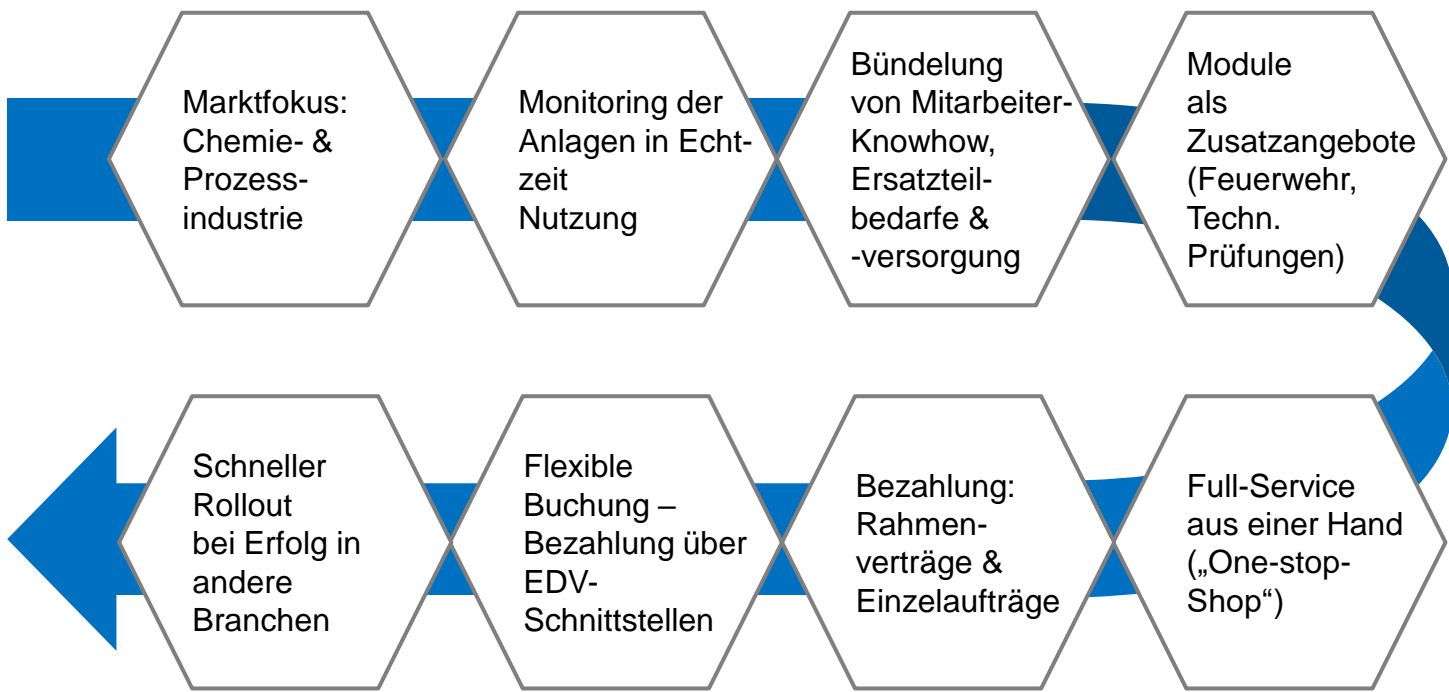 Marktfokus:
Chemie- &
Prozess-
industrie
Monitoring der
Anlagen in Echt-
zeit
Nutzung
Bündelung
von Mitarbeiter-
Knowhow,
Ersatzteil-
bedarfe &
-versorgung
Module
als
Zusatzangebote
(Feuerwehr,
Techn.
Prüfungen)
Full-Service
aus einer Hand
(„One-stop-
Shop“)
Bezahlung:
Rahmen-
verträge &
Einzelaufträge
Flexible
Buchung –
Bezahlung über
EDV-
Schnittstellen
Schneller
Rollout
bei Erfolg in
andere
Branchen